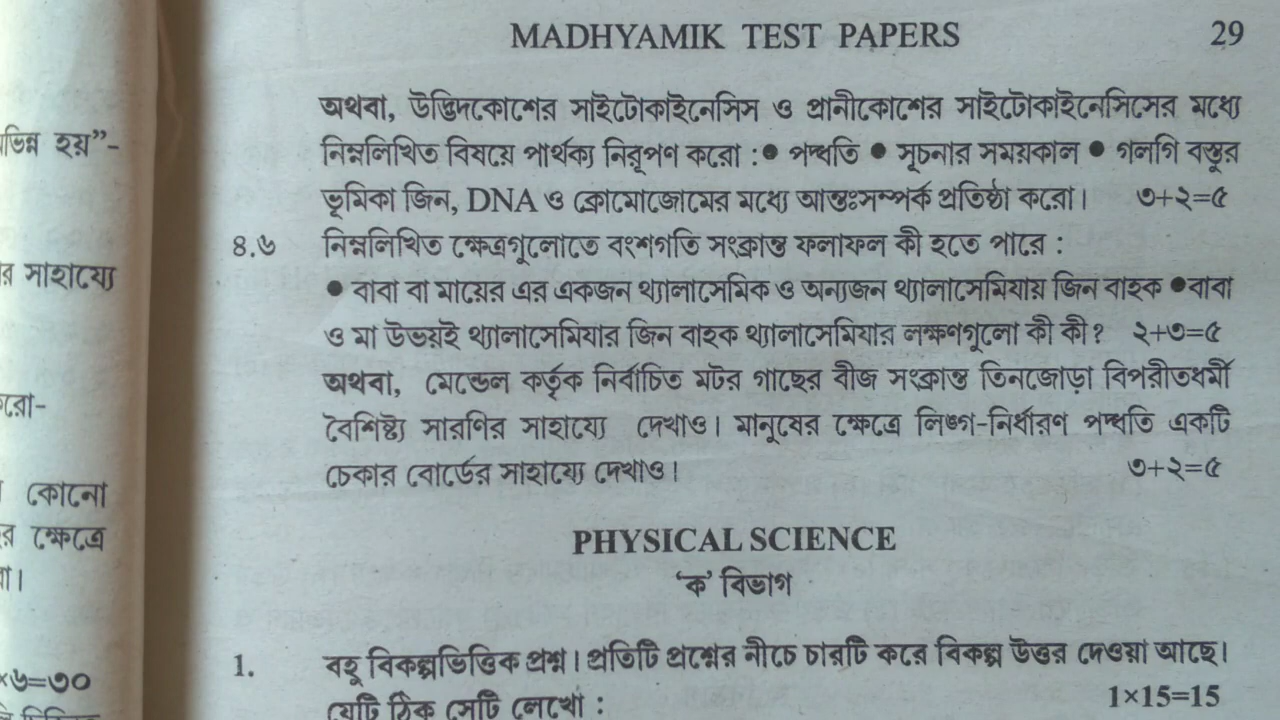 MADHYAMIK TEST PAPERS 29
অথবা, উদ্ভিদকোশের সাইটোকাইনেসিস ও প্রানীকোশের সাইটোকাইনেসিসের মধ্যে
ভিন্ন হয়”-
নিম্নলিখিত বিষয়ে পার্থক্য নিরূপণ করো : ● পদ্ধতি ● সূচনার সময়কাল ● গলগি বস্তুর
ভূমিকা জিন, DNA ও ক্রোমোজোমের মধ্যে আন্তঃসম্পর্ক প্রতিষ্ঠা করো। ৩+২=৫
8.৬ নিম্নলিখিত ক্ষেত্রগুলোতে বংশগতি সংক্রান্ত ফলাফল কী হতে পারে :
র সাহায্যে
● বাবা বা মায়ের এর একজন থ্যালাসেমিক ও অন্যজন থ্যালাসেমিয়ায় জিন বাহক ●বাবা
ও মা উভয়ই থ্যালাসেমিয়ার জিন বাহক থ্যালাসেমিয়ার লক্ষণগুলো কী কী? ২+৩=৫
অথবা, মেন্ডেল কর্তৃক নির্বাচিত মটর গাছের বীজ সংক্রান্ত তিনজোড়া বিপরীতধর্মী
করো-
বৈশিষ্ট্য সারণির সাহায্যে দেখাও। মানুষের ক্ষেত্রে লিঙ্গ-নির্ধারণ পদ্ধতি একটি
চেকার বোর্ডের সাহায্যে দেখাও। ৩+২=৫
কোনো
র ক্ষেত্রে
PHYSICAL SCIENCE
‘ক’ বিভাগ
1. বহু বিকল্পভিত্তিক প্রশ্ন। প্রতিটি প্রশ্নের নীচে চারটি করে বিকল্প উত্তর দেওয়া আছে।
×৬=৩০
যেটি ঠিক সেটি লেখো : 1×15=15